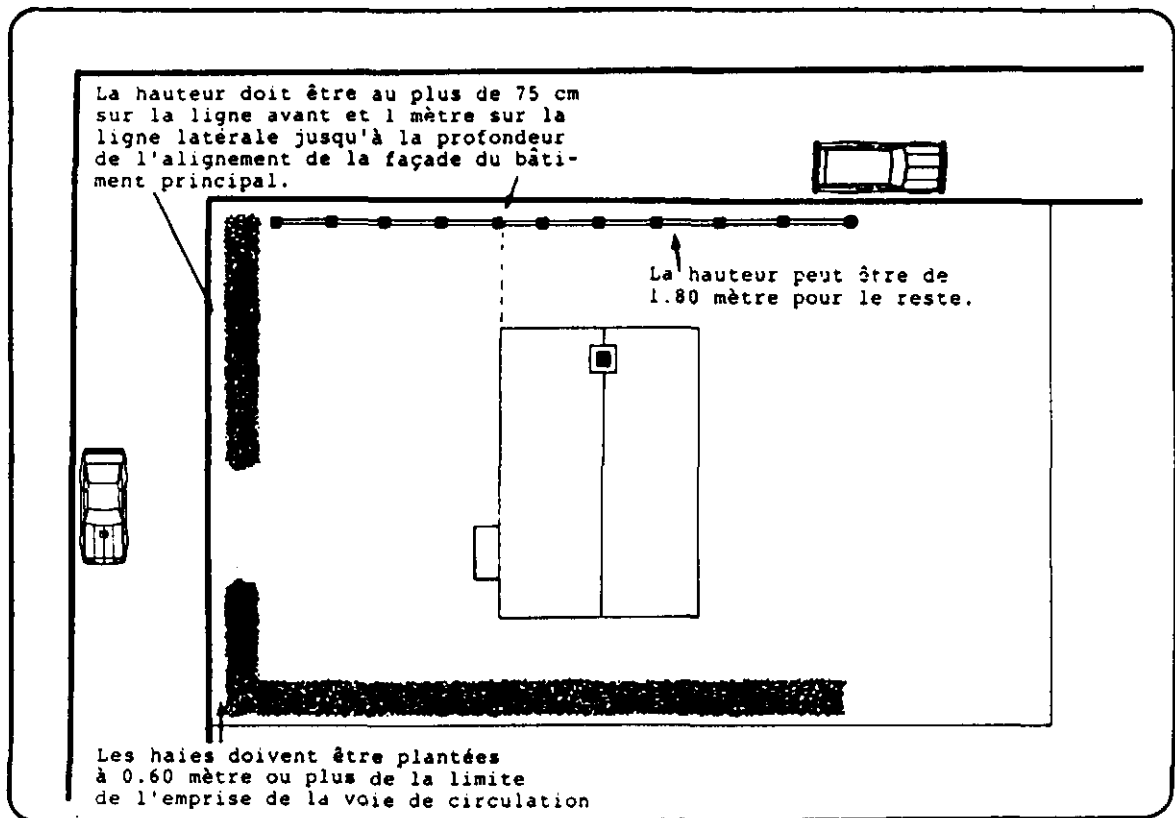 La hauteur doit être au plus de 75 cm
sur la ligne avant et 1 mètre sur la
ligne latérale jusqu'à la profondeur
de l'alignement de la façade du bâti-
ment principal.
La hauteur peut être de
1.80 mètre pour le reste.
Les haies doivent être plantées
à 0.60 mètre ou plus de la limite
de l'emprise de la voie de circulation